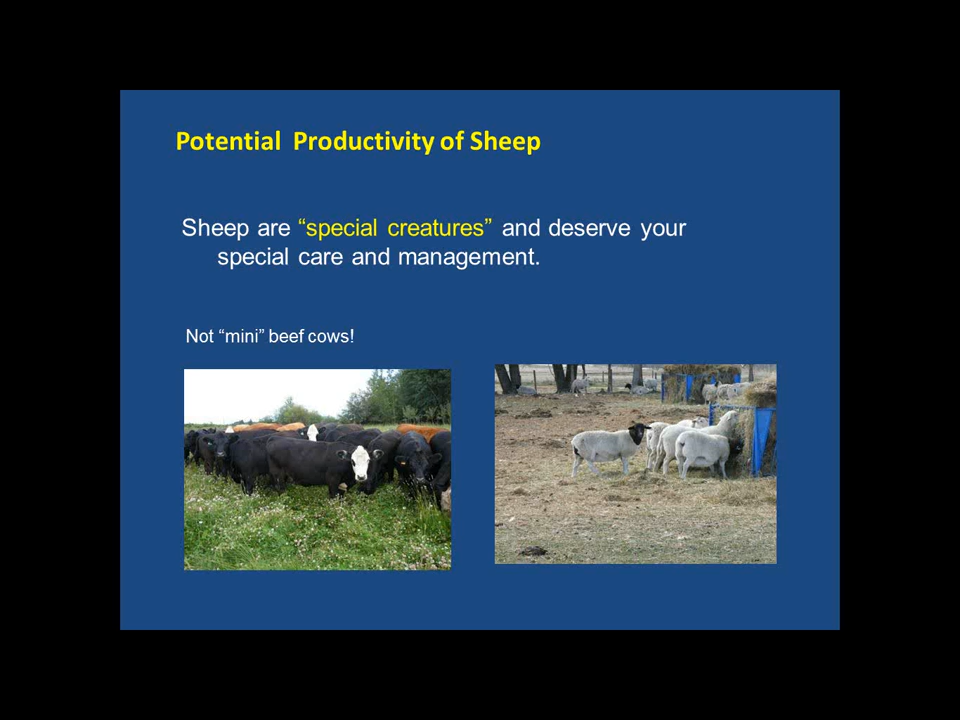 Potential  Productivity of Sheep
Sheep are “special creatures” and deserve your
special care and management.
Not “mini” beef cows!